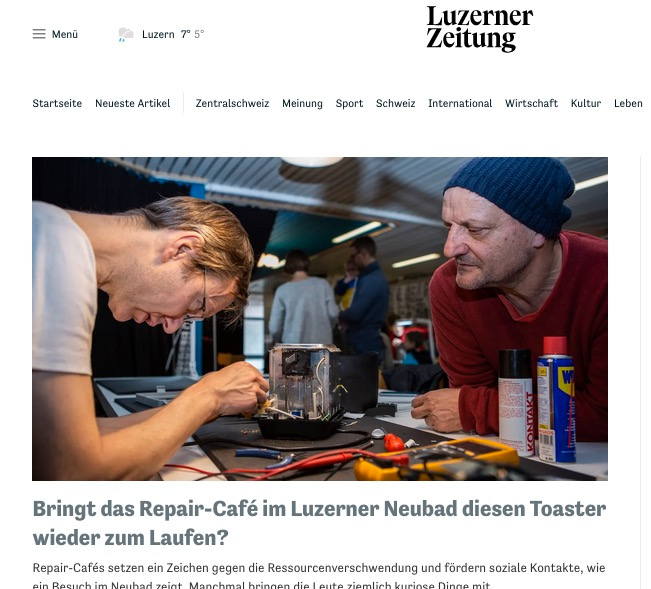 Luzerner
Zeitung
Menü
Luzern 7° 5°
Startseite Neueste Artikel Zentralschweiz Meinung Sport Schweiz International Wirtschaft Kultur Leben
KONTAKT
Bringt das Repair-Café im Luzerner Neubad diesen Toaster
wieder zum Laufen?
Repair-Cafés setzen ein Zeichen gegen die Ressourcenverschwendung und fördern soziale Kontakte, wie
ein Besuch im Neubad zeigt. Manchmal bringen die Leute ziemlich kuriose Dinge mit.